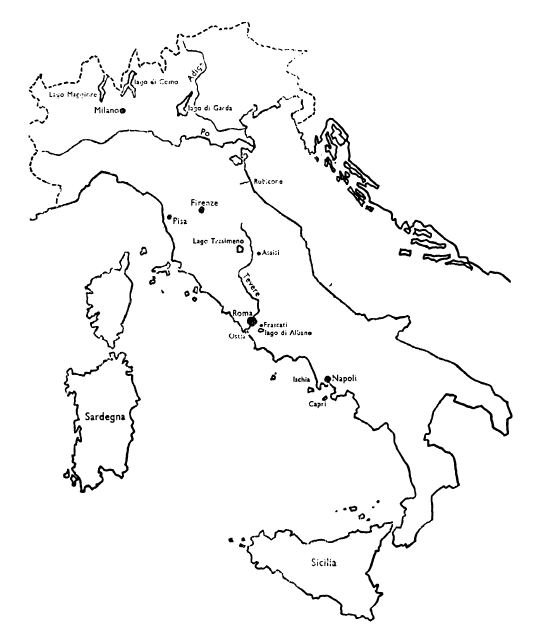 Adige
Lago Maggiore
lago di Como
Milano
lago di Garda
Po
Rubicone
Firenze
Pisa
Lago Trasimeno
Assisi
Tevere
Roma
Frascati
Ostia
lago di Albano
Ischia
Napoli
Capri
Sardegna
Sicilia